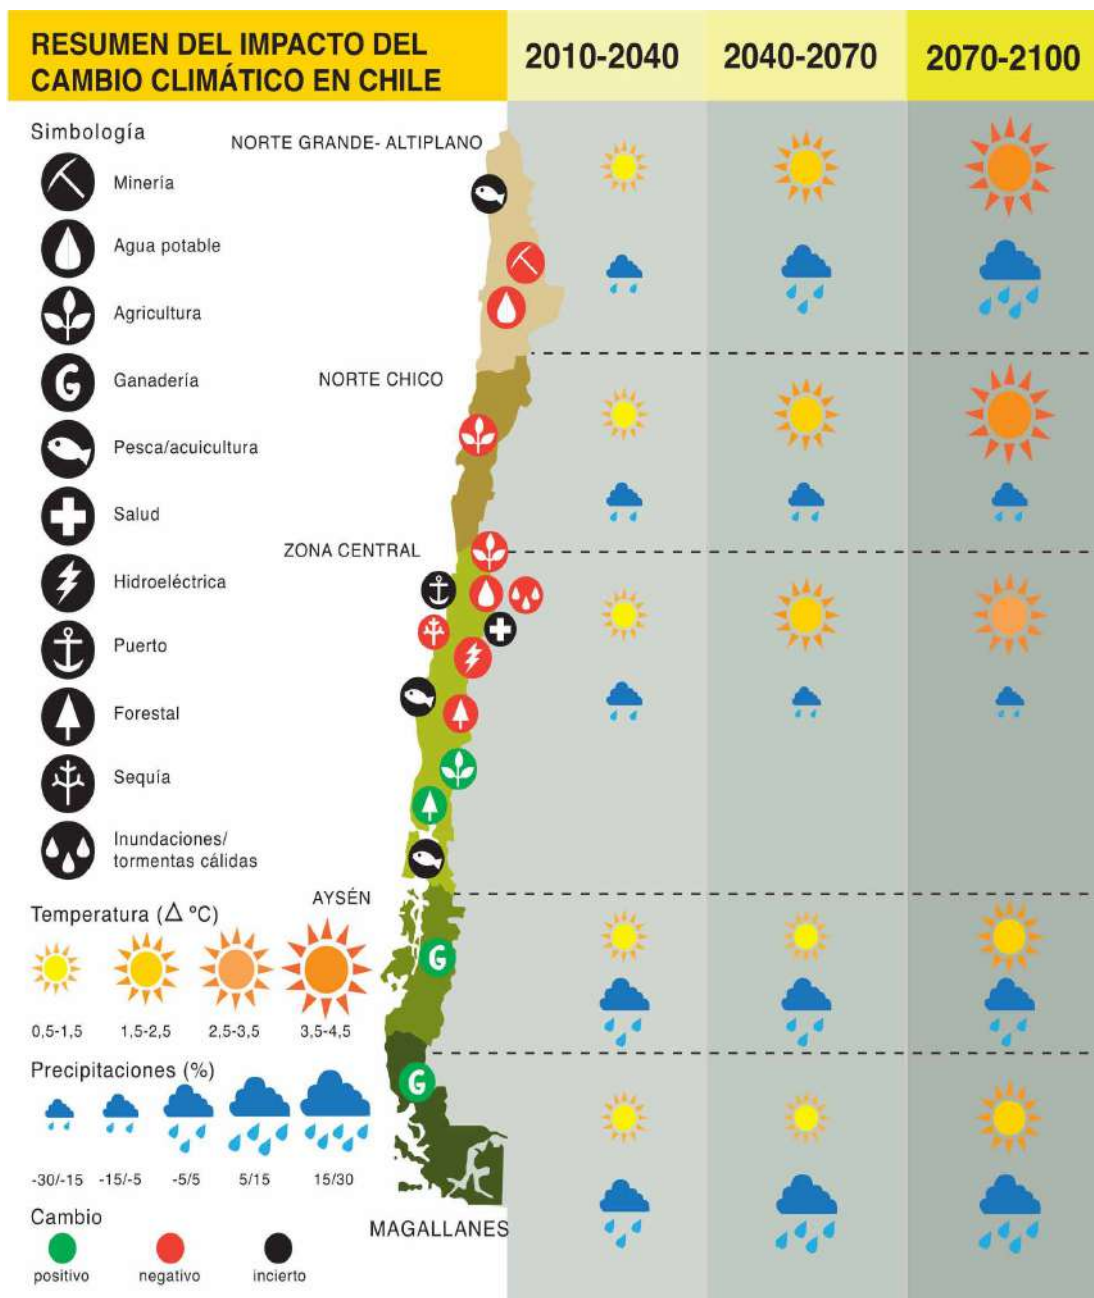 RESUMEN DEL IMPACTO DEL
CAMBIO CLIMÁTICO EN CHILE
2010-2040
2040-2070
2070-2100
Simbología
Minería
Agua potable
Agricultura
G
Ganadería
Pesca/acuicultura
Salud
Hidroeléctrica
Puerto
Forestal
Sequía
Inundaciones/
tormentas cálidas
NORTE GRANDE- ALTIPLANO
NORTE CHICO
ZONA CENTRAL
AYSÉN
G
G
MAGALLANES
Temperatura (Δ ºC)
0,5-1,5
1,5-2,5
2,5-3,5
3,5-4,5
Precipitaciones (%)
-30/-15
-15/-5
-5/5
5/15
15/30
Cambio
positivo
negativo
incierto